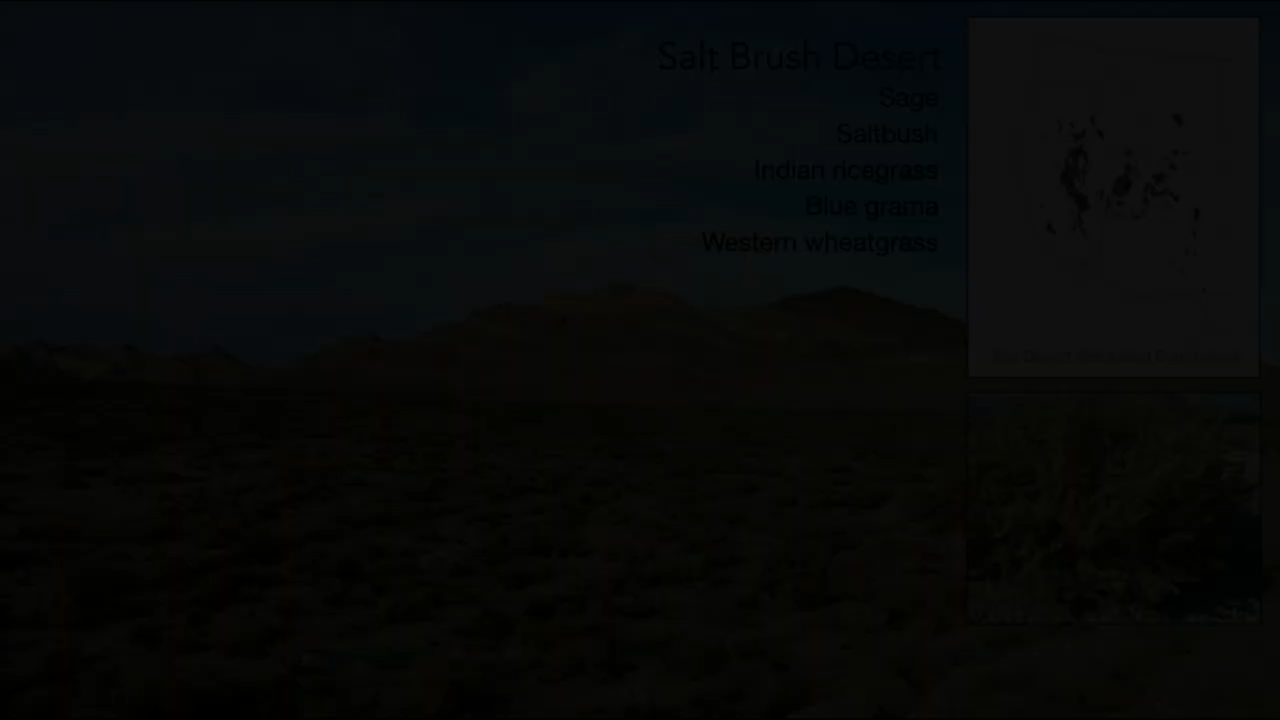 Salt Brush Desert
Sage
Saltbush
Indian ricegrass
Blue grama
Western wheatgrass